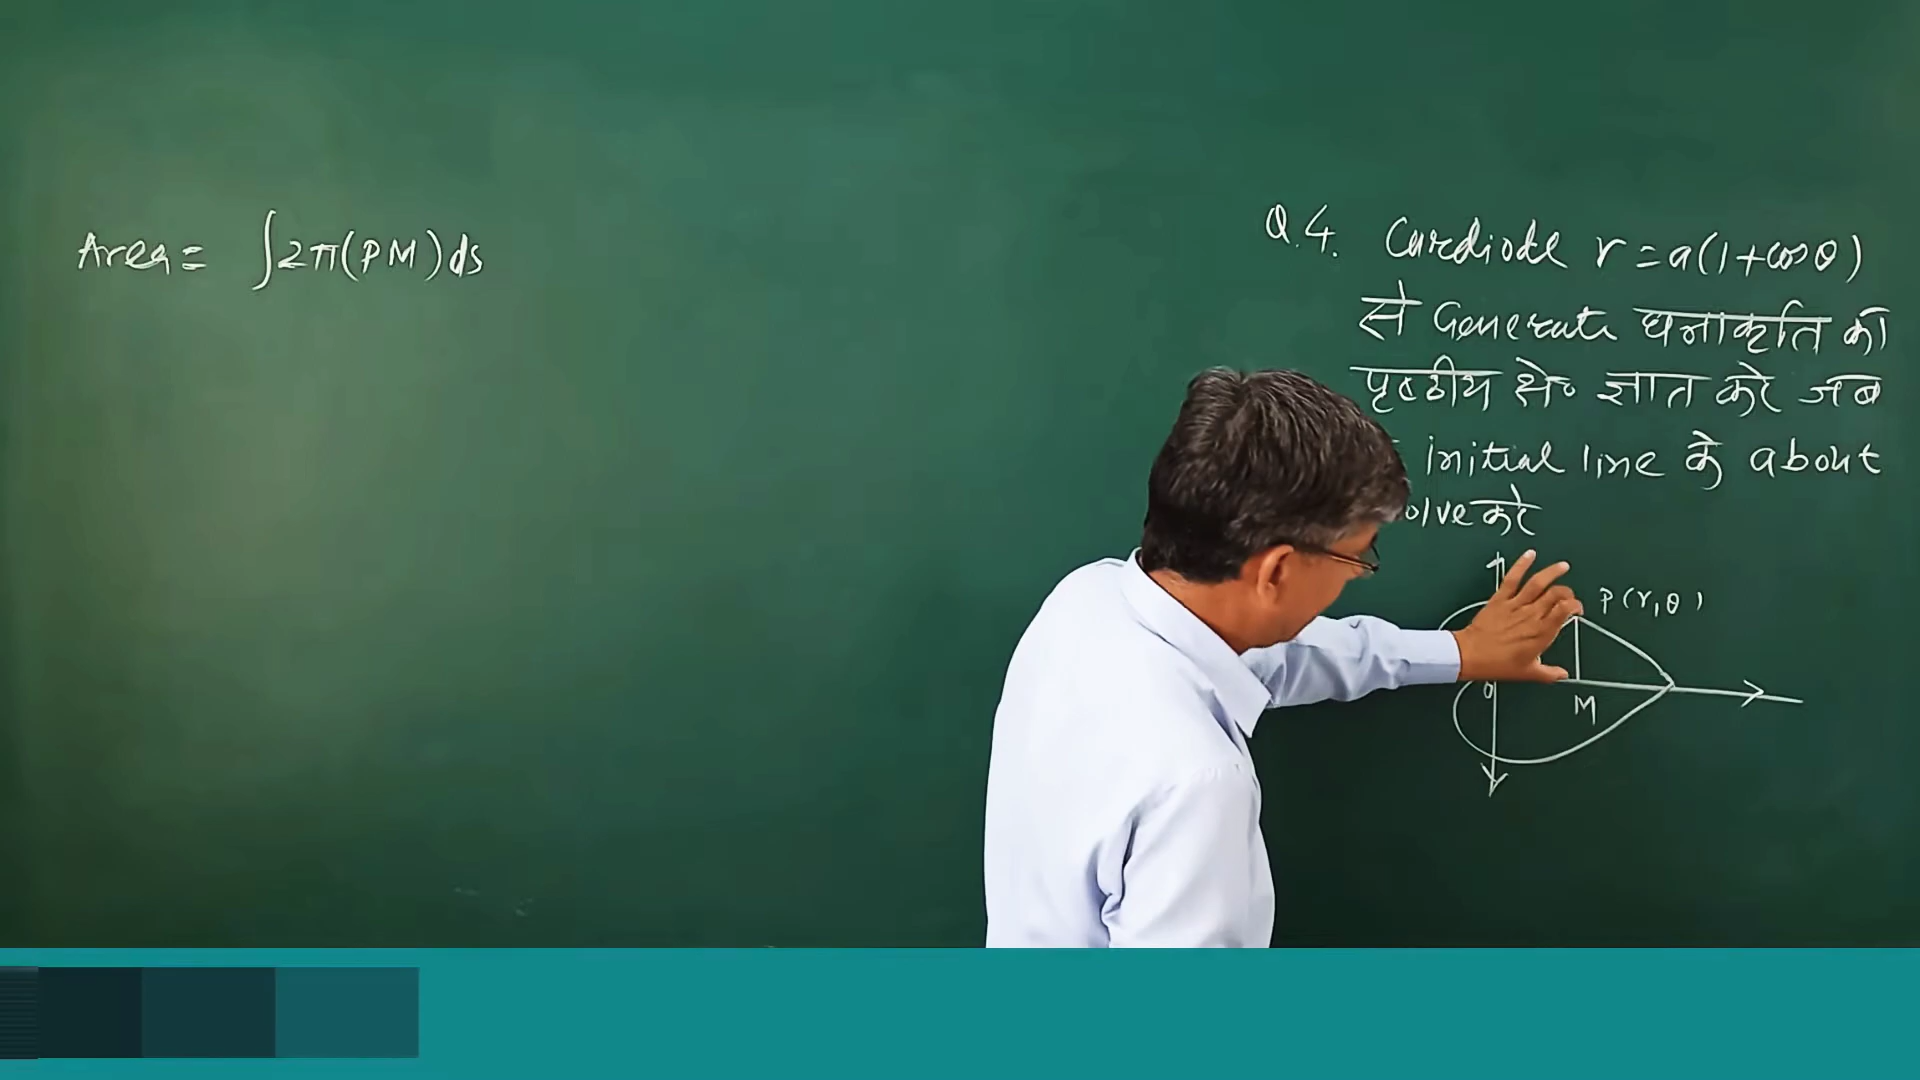 Area = ∫2π(PM)ds
Q.4. Cardiode r = a(1+cosθ)
से Generate घनाकृति की
पृष्ठीय क्षे० ज्ञात करे जब
initial line के about
olve करे
P(r,θ)
O
M